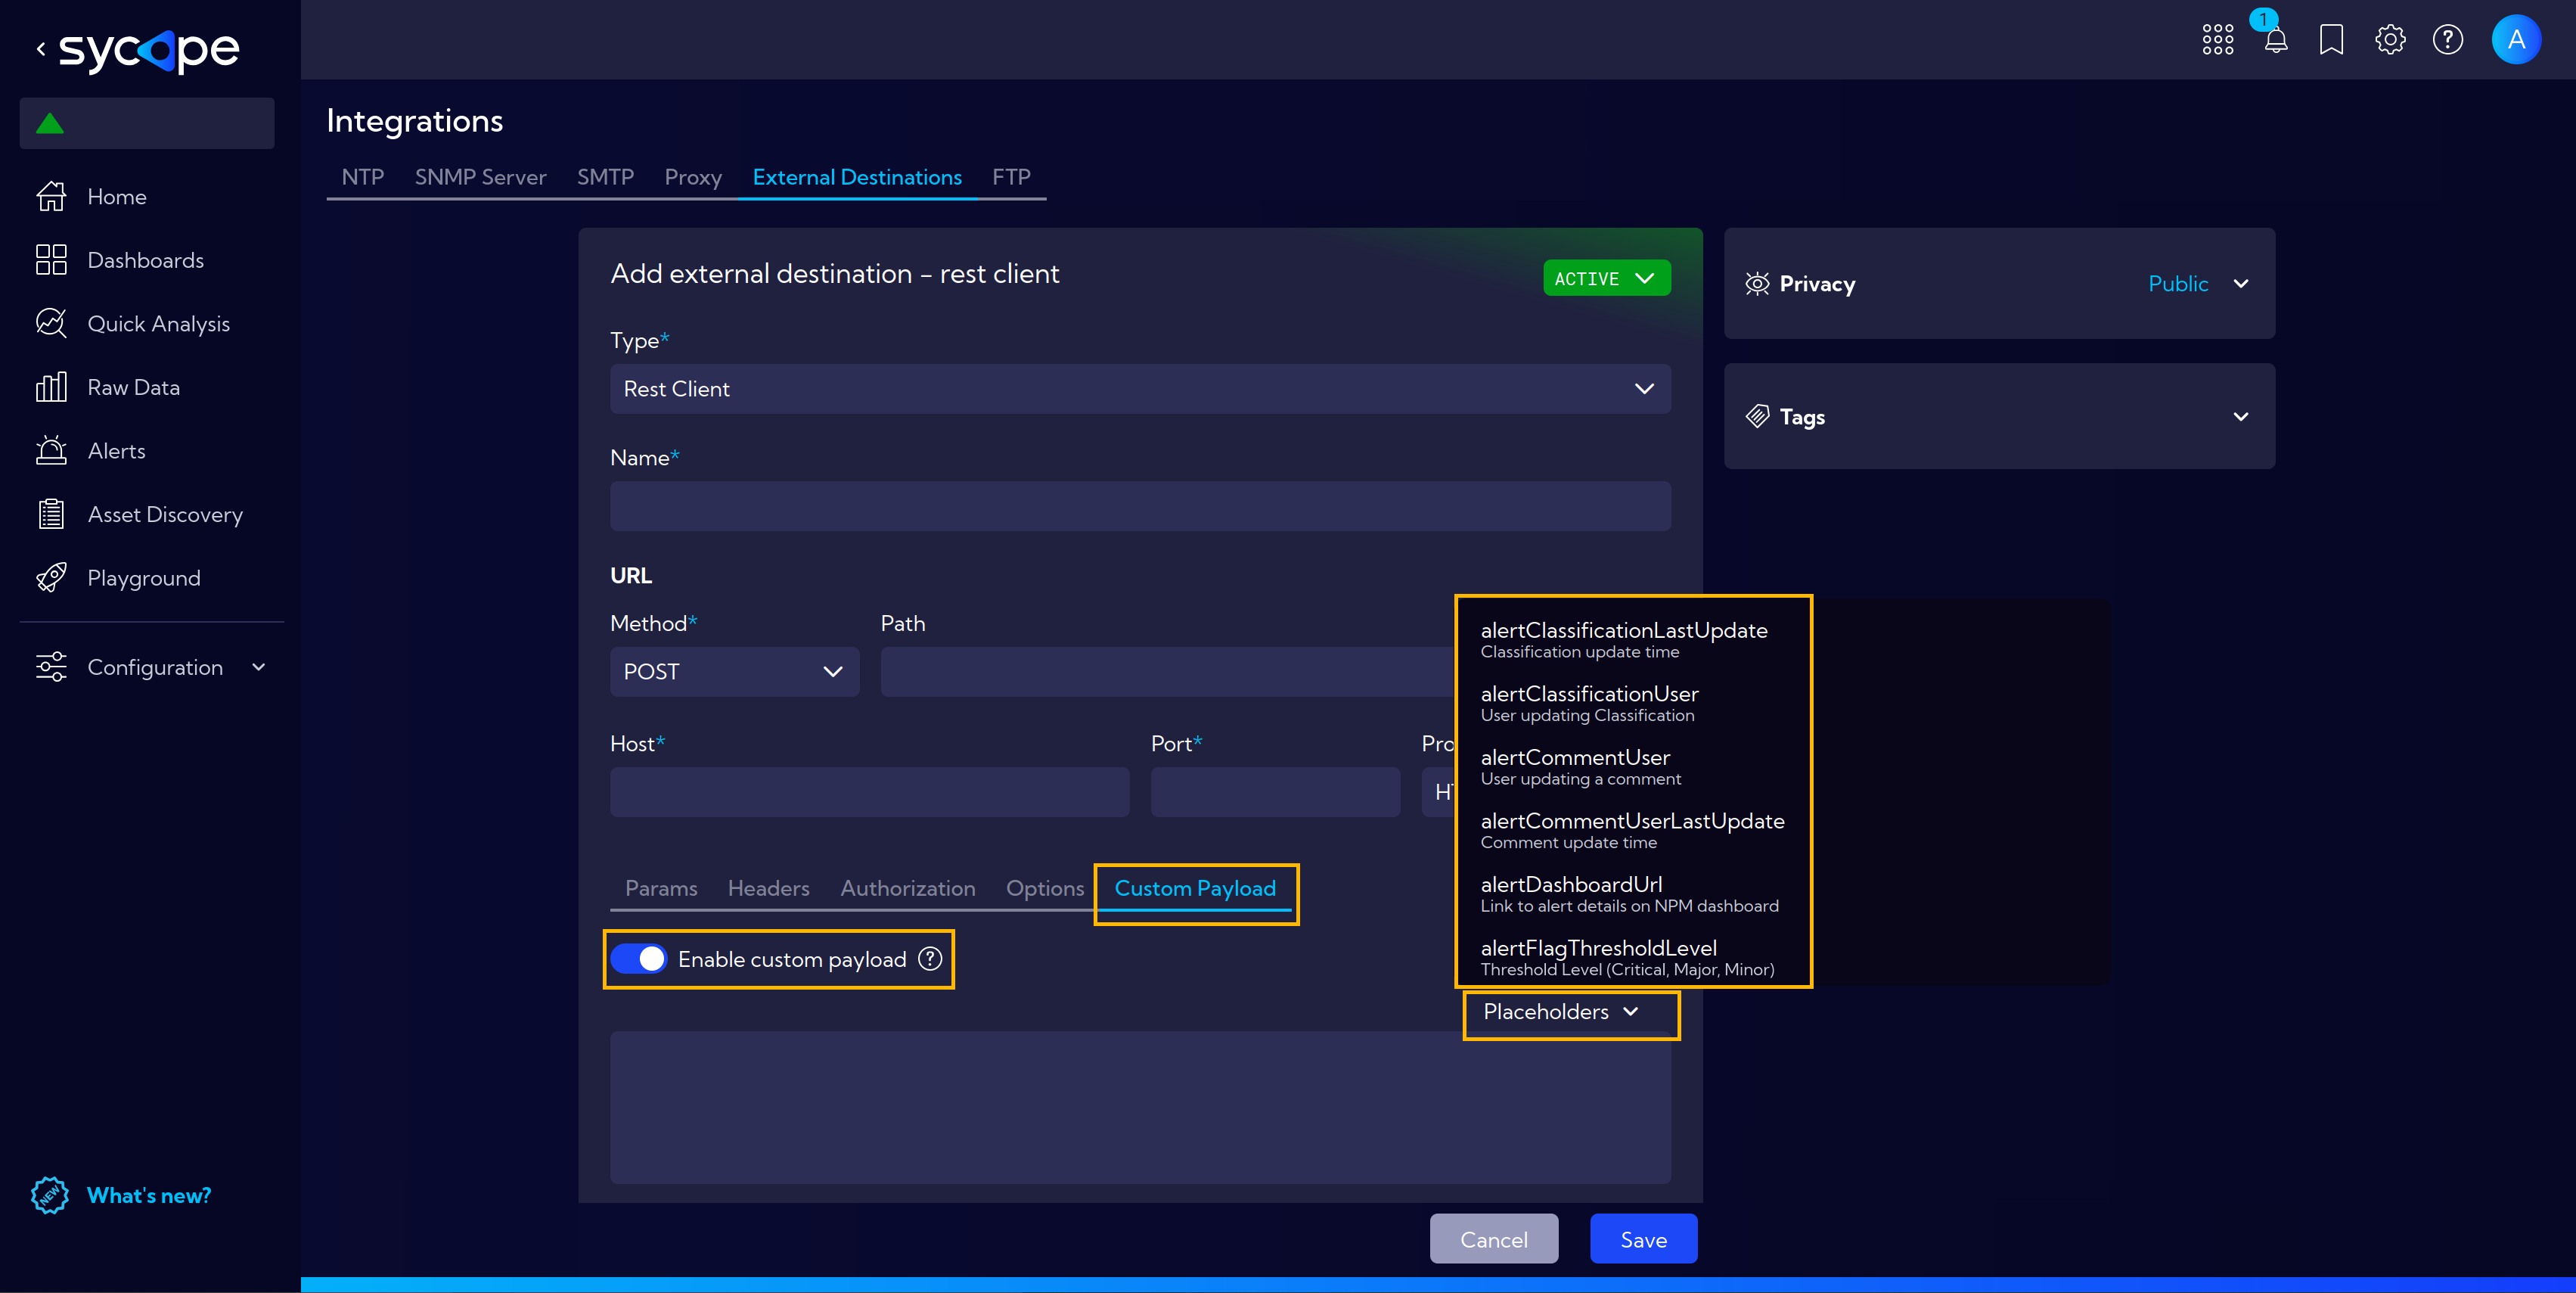 sycope
1
A
Home
Dashboards
Quick Analysis
Raw Data
Alerts
Asset Discovery
Playground
Configuration
NEW What's new?
Integrations
NTP SNMP Server SMTP Proxy External Destinations FTP
Add external destination - rest client
ACTIVE
Type*
Rest Client
Name*
URL
Method* Path
POST
Host* Port* Pro
HT
Params Headers Authorization Options Custom Payload
Enable custom payload ?
alertClassificationLastUpdate
Classification update time
alertClassificationUser
User updating Classification
alertCommentUser
User updating a comment
alertCommentUserLastUpdate
Comment update time
alertDashboardUrl
Link to alert details on NPM dashboard
alertFlagThresholdLevel
Threshold Level (Critical, Major, Minor)
Placeholders
Cancel Save
Privacy Public
Tags